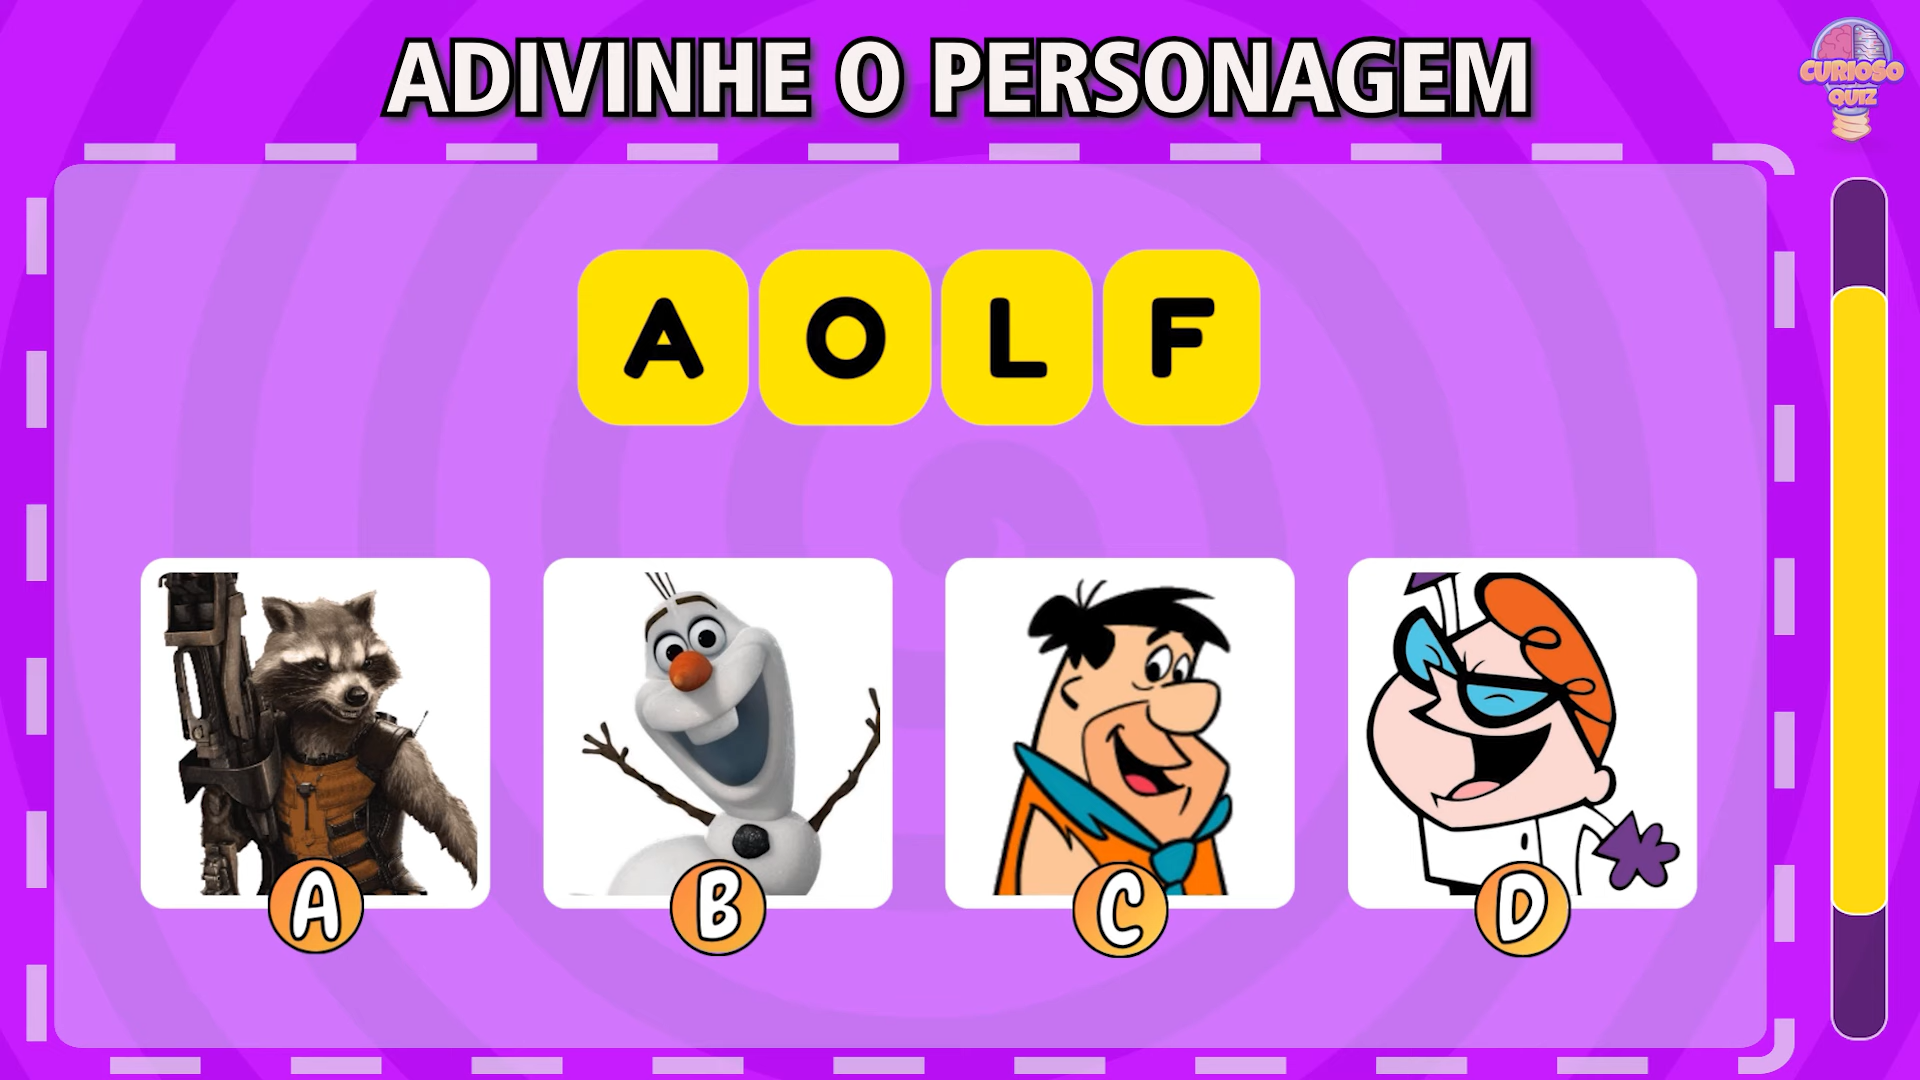 ADIVINHE O PERSONAGEM
CURIOSO
QUIZ
A O L F
A B C D